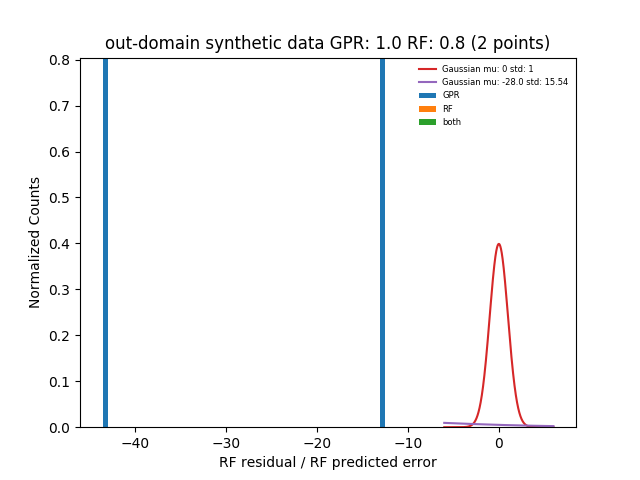 out-domain synthetic data GPR: 1.0 RF: 0.8 (2 points)
Gaussian mu: 0 std: 1
Gaussian mu: -28.0 std: 15.54
GPR
RF
both
Normalized Counts
0.8
0.7
0.6
0.5
0.4
0.3
0.2
0.1
0.0
−40 −30 −20 −10 0
RF residual / RF predicted error